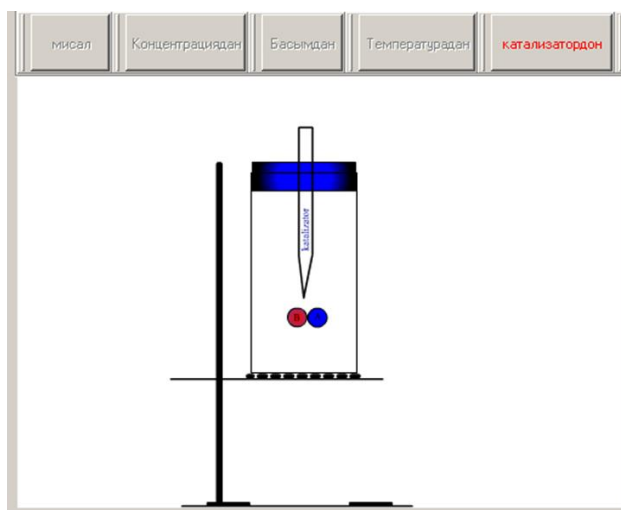 мисал
Концентрациядан
Басымдан
Температурадан
катализатордон
katalizator
B